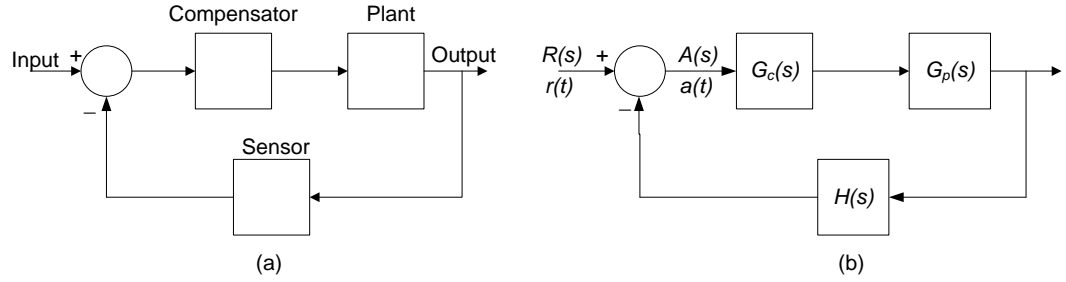 Compensator
Plant
Input
+
Output
−
Sensor
(a)
R(s)
r(t)
+
A(s)
a(t)
Gc(s)
Gp(s)
−
H(s)
(b)